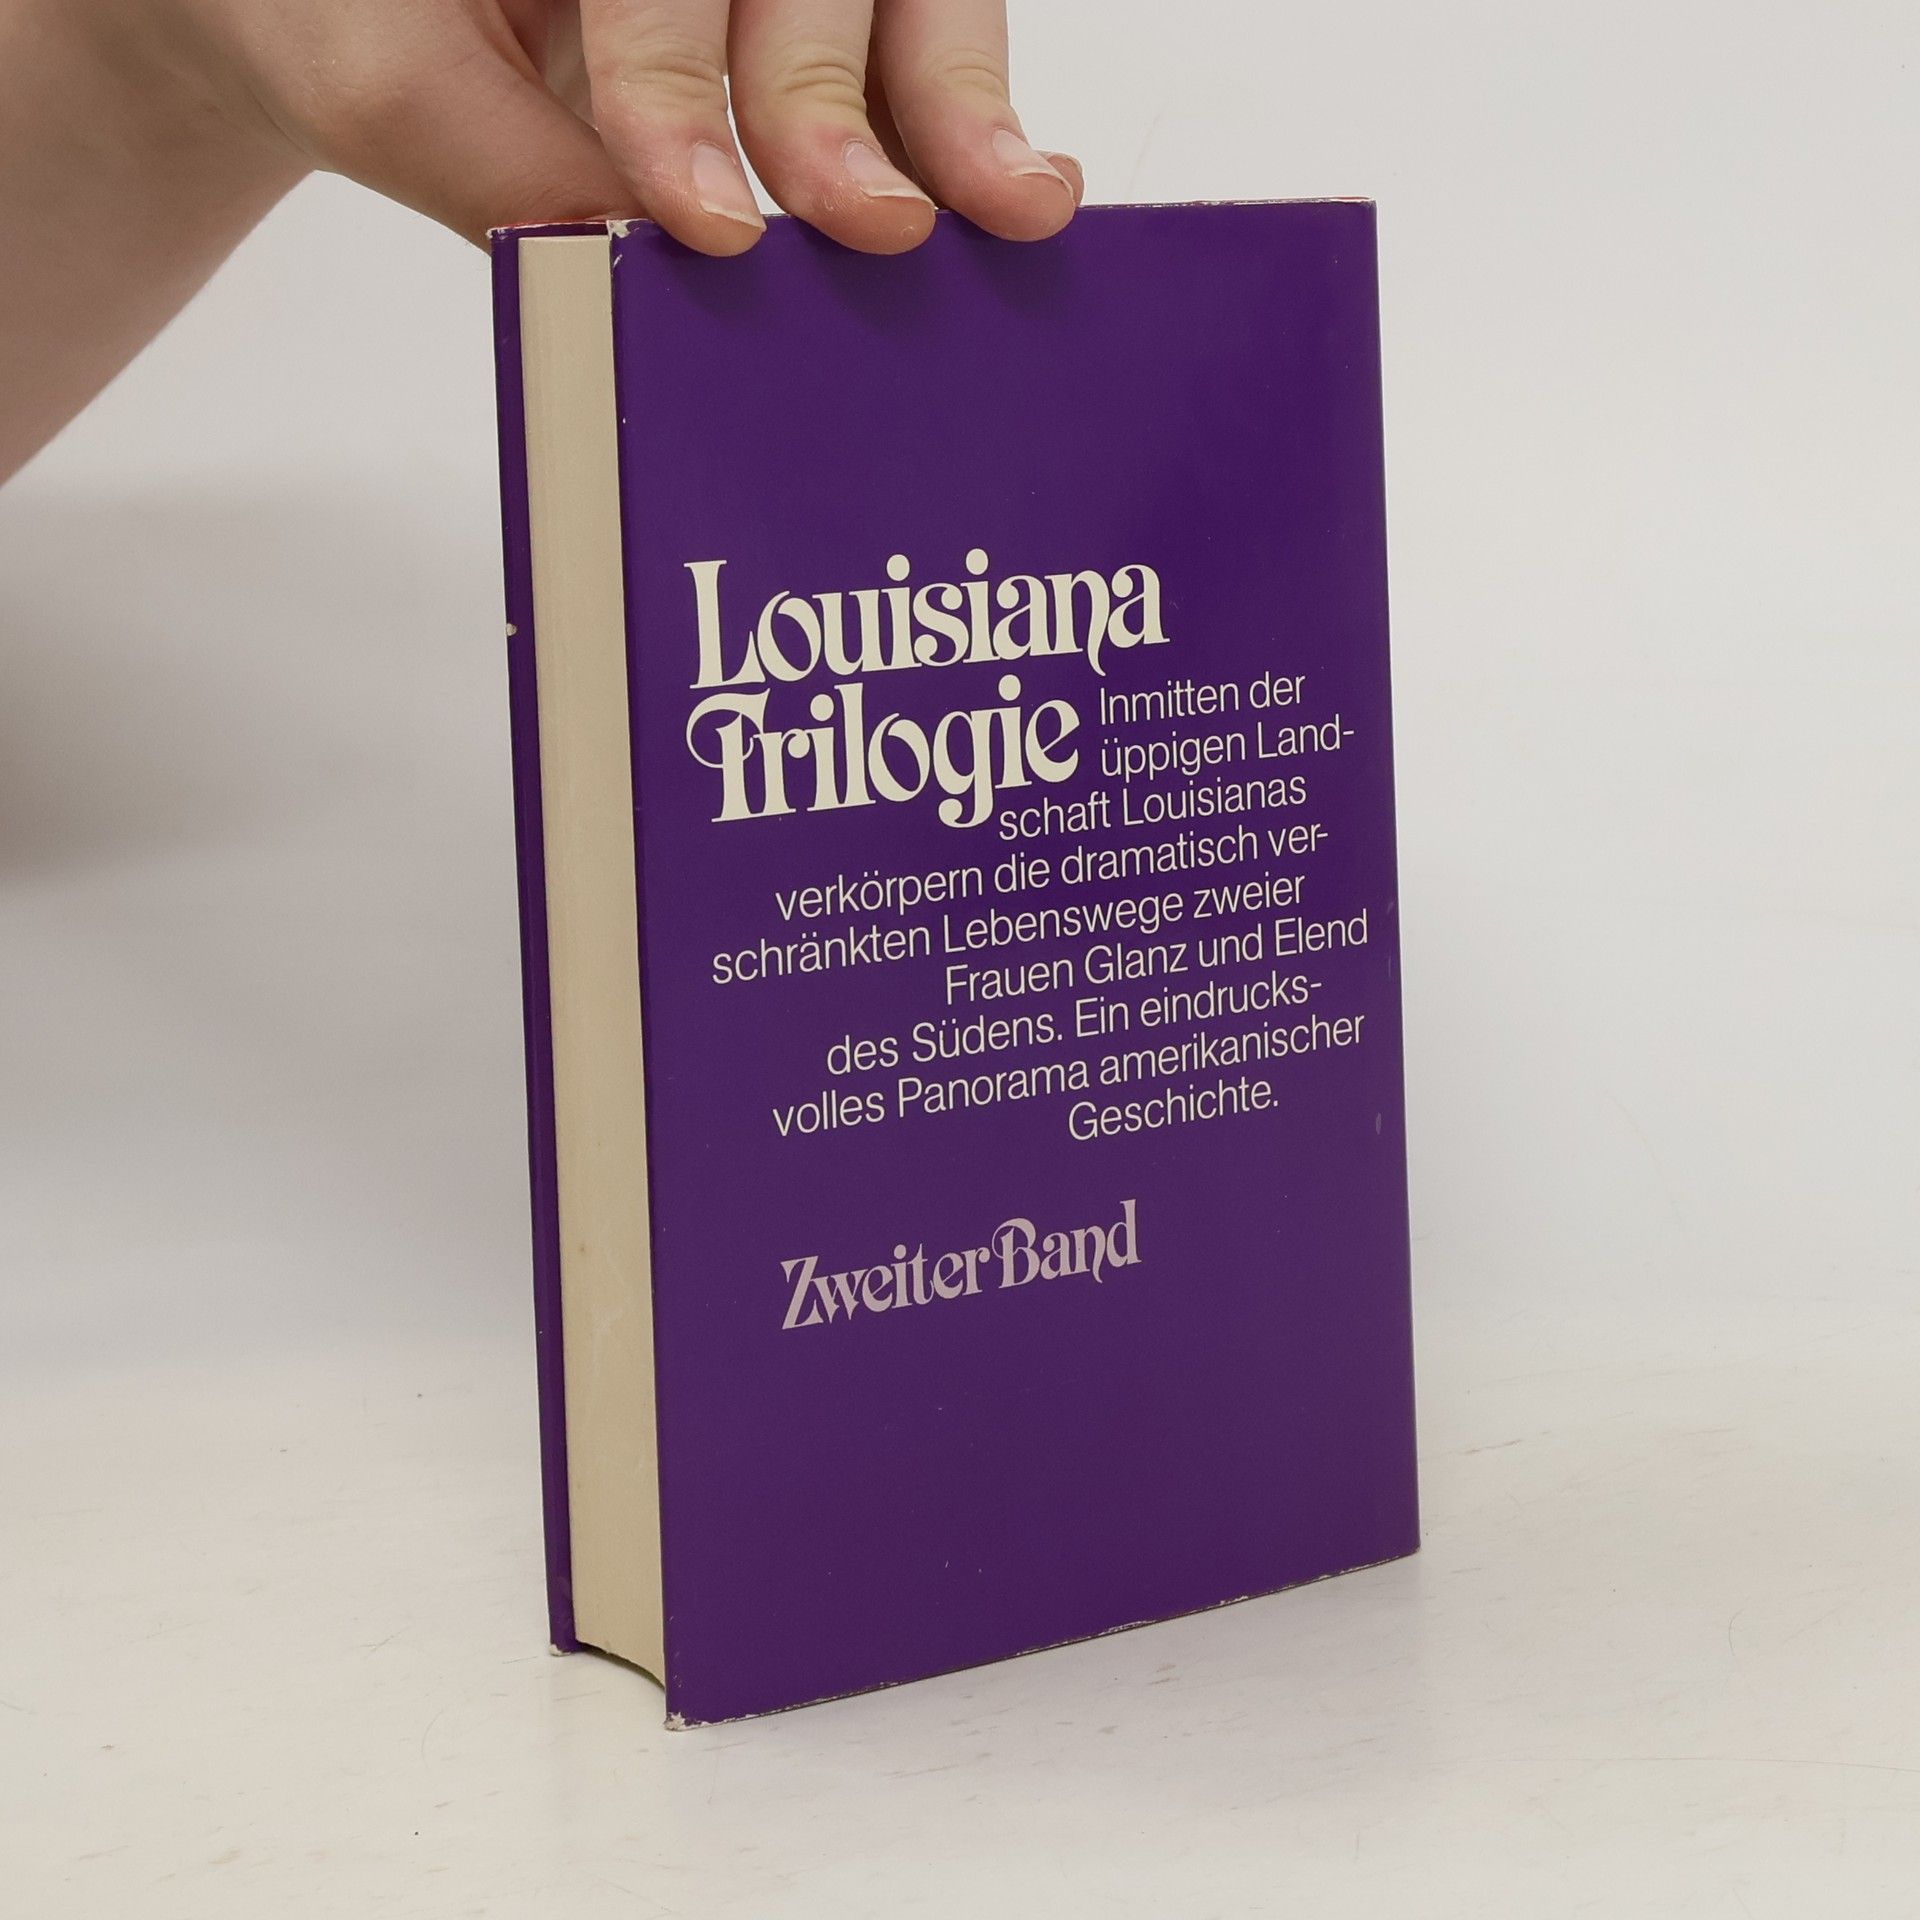 Louisiana
Trilogie
Inmitten der
üppigen Land-
schaft Louisianas
verkörpern die dramatisch ver-
schränkten Lebenswege zweier
Frauen Glanz und Elend
des Südens. Ein eindrucks-
volles Panorama amerikanischer
Geschichte.
Zweiter Band